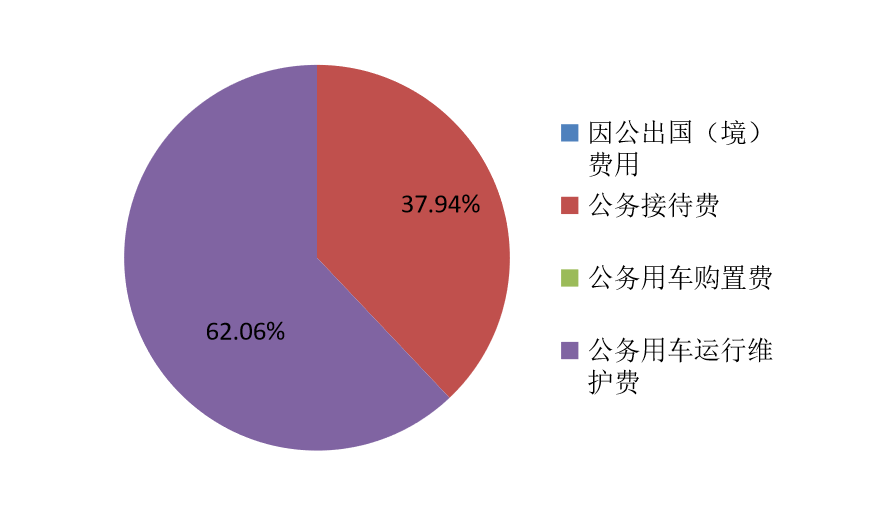 因公出国（境）
费用
37.94%
公务接待费
公务用车购置费
62.06%
公务用车运行维
护费